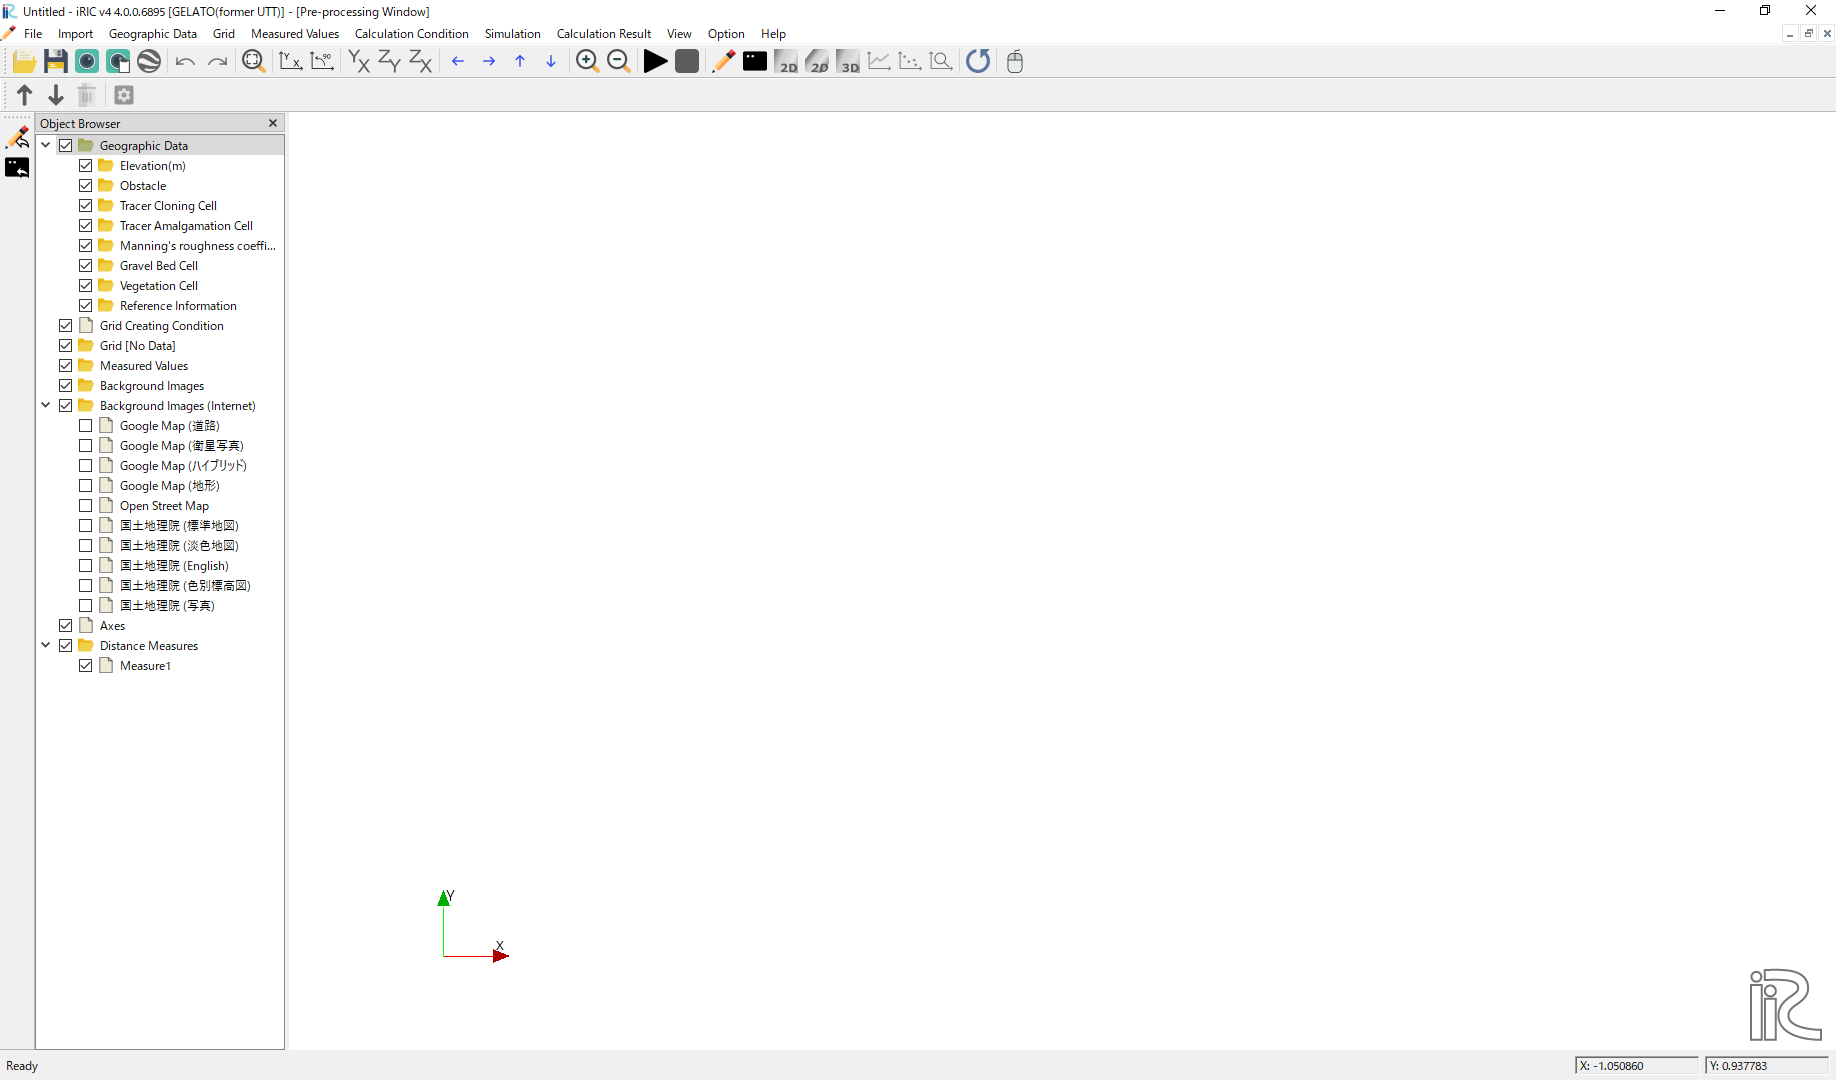 Untitled - iRIC v4 4.0.0.6895 [GELATO(former UTT)] - [Pre-processing Window]
File Import Geographic Data Grid Measured Values Calculation Condition Simulation Calculation Result View Option Help
Y X -90 YX ZY ZX 2D 2D 3D
Object Browser
Geographic Data
Elevation(m)
Obstacle
Tracer Cloning Cell
Tracer Amalgamation Cell
Manning's roughness coeffi...
Gravel Bed Cell
Vegetation Cell
Reference Information
Grid Creating Condition
Grid [No Data]
Measured Values
Background Images
Background Images (Internet)
Google Map (道路)
Google Map (衛星写真)
Google Map (ハイブリッド)
Google Map (地形)
Open Street Map
国土地理院 (標準地図)
国土地理院 (淡色地図)
国土地理院 (English)
国土地理院 (色別標高図)
国土地理院 (写真)
Axes
Distance Measures
Measure1
Y
X
iRIC
Ready
X: -1.050860
Y: 0.937783